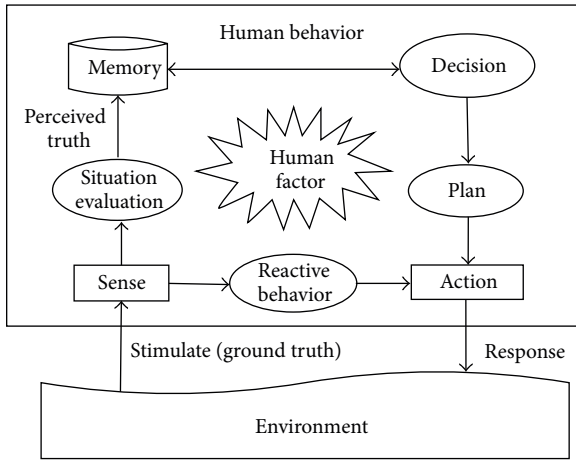 Human behavior
Memory
Decision
Perceived
truth
Human
factor
Situation
evaluation
Plan
Sense
Reactive
behavior
Action
Stimulate (ground truth)
Response
Environment